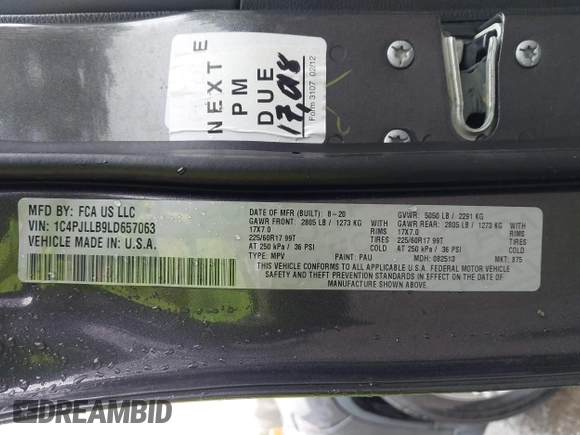 NEXT E
PM
DUE
Form 3107 02/12
MFD BY: FCA US LLC
VIN: 1C4PJLLB9LD657063
VEHICLE MADE IN: U.S.A.
DATE OF MFR (BUILT): 8-20
GAWR FRONT: 2805 LB / 1273 KG
17X7.0 RIMS
225/60R17 99T TIRES
AT 250 kPa / 36 PSI COLD
TYPE: MPV PAINT: PAU
GVWR: 5050 LB / 2291 KG
GAWR REAR: 2805 LB / 1273 KG
17X7.0 RIMS
225/60R17 99T TIRES
AT 250 kPa / 36 PSI COLD
MDH: 082513 MKT: 875
THIS VEHICLE CONFORMS TO ALL APPLICABLE U.S.A. FEDERAL MOTOR VEHICLE
SAFETY AND THEFT PREVENTION STANDARDS IN EFFECT ON THE DATE OF
MANUFACTURE SHOWN ABOVE.
DREAMBID